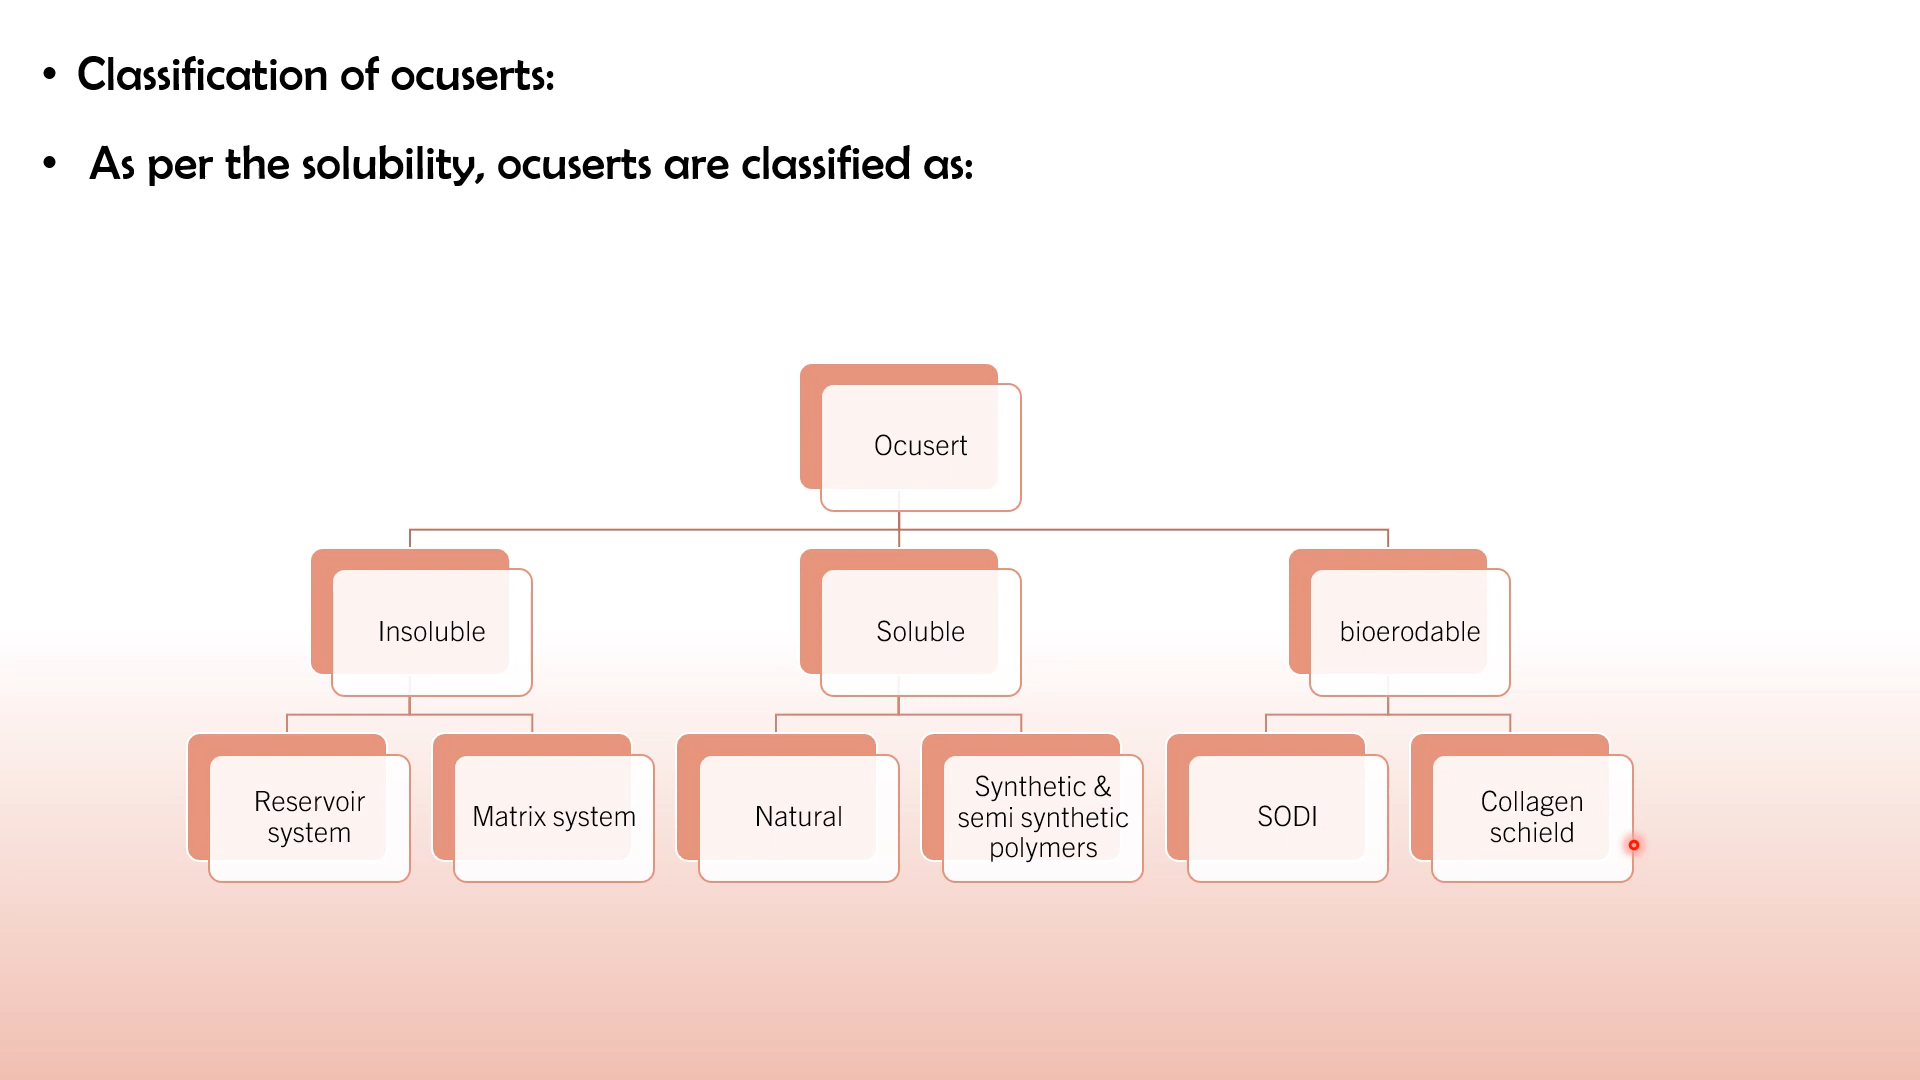 • Classification of ocuserts:
• As per the solubility, ocuserts are classified as:
Ocusert
Insoluble
Soluble
bioerodable
Reservoir
system
Matrix system
Natural
Synthetic &
semi synthetic
polymers
SODI
Collagen
schield